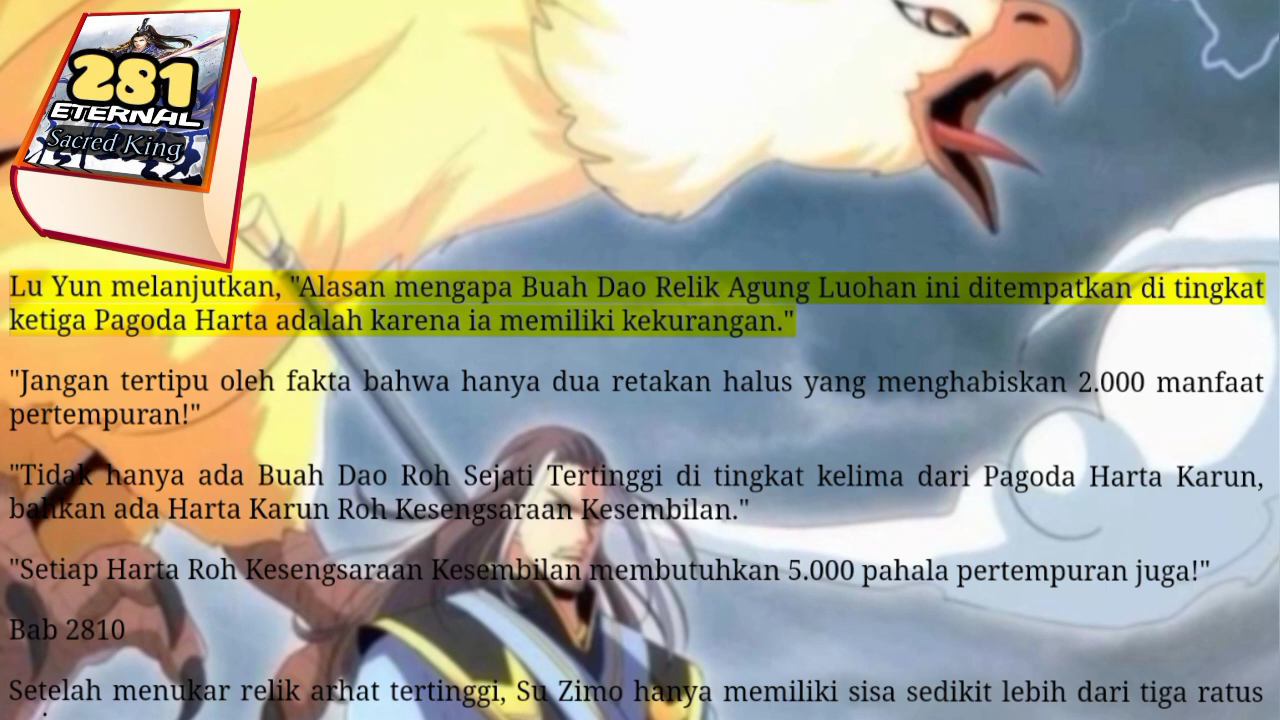 281
ETERNAL
Sacred King
Lu Yun melanjutkan, "Alasan mengapa Buah Dao Relik Agung Luohan ini ditempatkan di tingkat
ketiga Pagoda Harta adalah karena ia memiliki kekurangan."
"Jangan tertipu oleh fakta bahwa hanya dua retakan halus yang menghabiskan 2.000 manfaat
pertempuran!"
"Tidak hanya ada Buah Dao Roh Sejati Tertinggi di tingkat kelima dari Pagoda Harta Karun,
bahkan ada Harta Karun Roh Kesengsaraan Kesembilan."
"Setiap Harta Roh Kesengsaraan Kesembilan membutuhkan 5.000 pahala pertempuran juga!"
Bab 2810
Setelah menukar relik arhat tertinggi, Su Zimo hanya memiliki sisa sedikit lebih dari tiga ratus